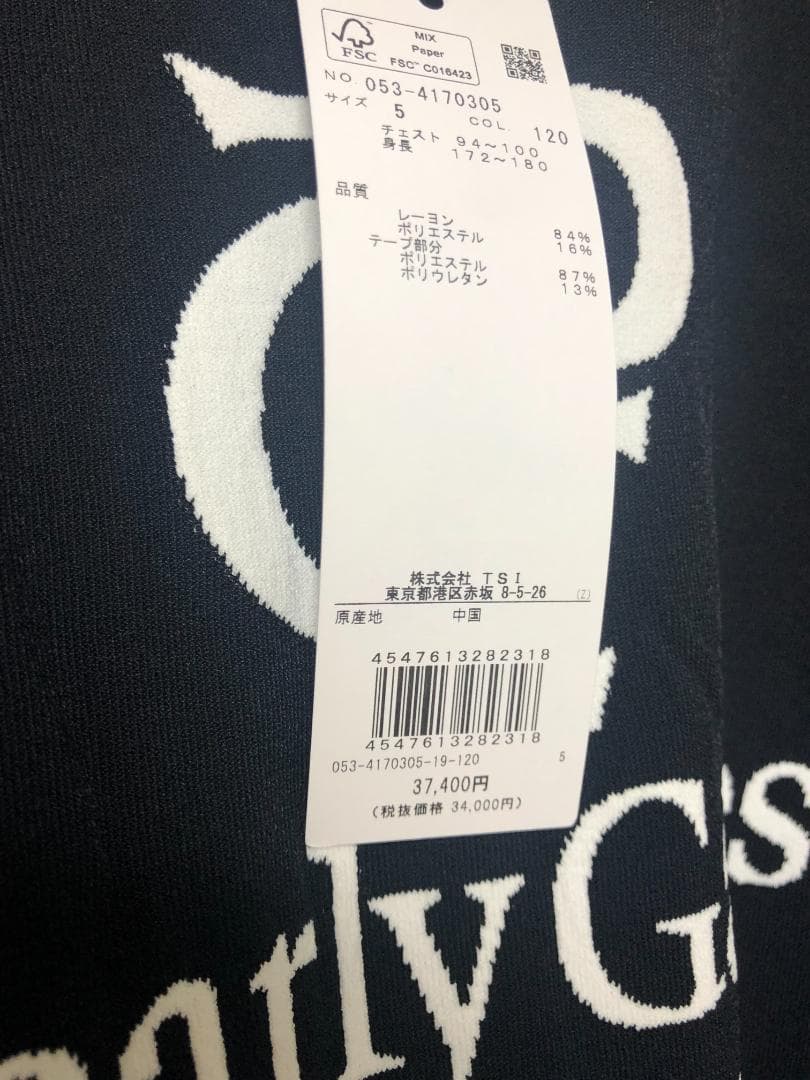 FSC
MIX
Paper
FSC™ C016423
NO. 053-4170305
サイズ 5 COL. 120
チェスト 94～100
身長 172～180
品質
レーヨン 84%
ポリエステル 16%
テープ部分
ポリエステル 87%
ポリウレタン 13%
株式会社 TSI
東京都港区赤坂 8-5-26 (Z)
原産地 中国
4547613282318
4547613282318
053-4170305-19-120 5
37,400円
(税抜価格 34,000円)
arly G
s